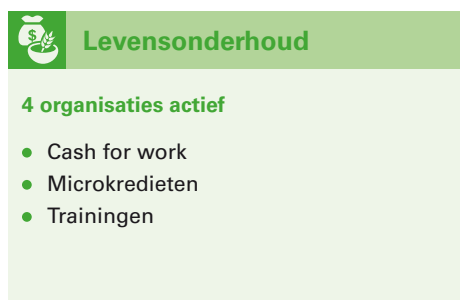 Levensonderhoud
4 organisaties actief
• Cash for work
• Microkredieten
• Trainingen